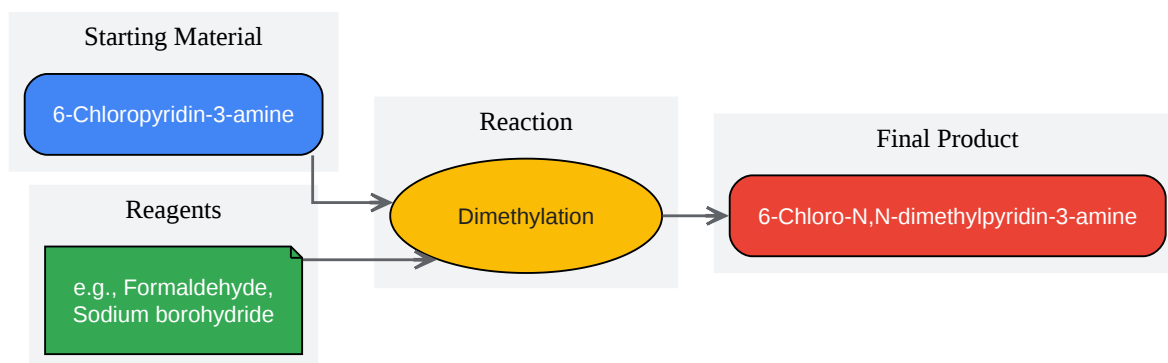 Starting Material
6-Chloropyridin-3-amine
Reagents
e.g., Formaldehyde,
Sodium borohydride
Reaction
Dimethylation
Final Product
6-Chloro-N,N-dimethylpyridin-3-amine